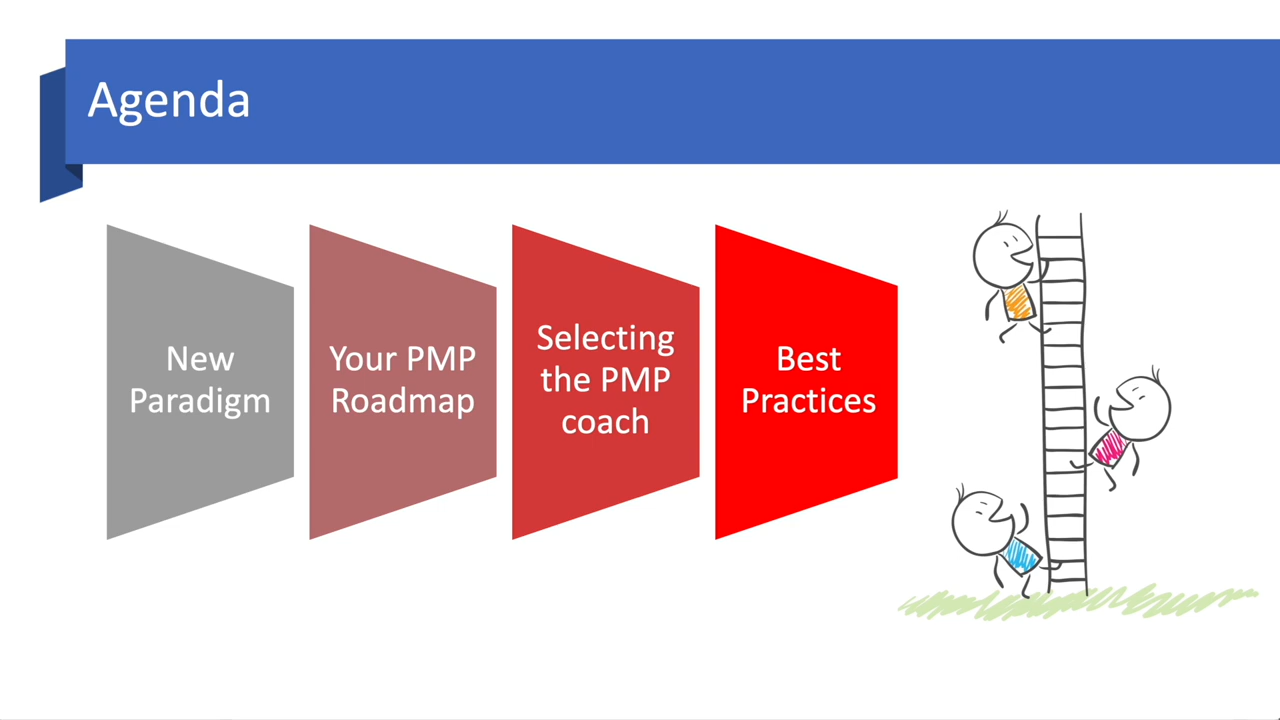 Agenda
New
Paradigm
Your PMP
Roadmap
Selecting
the PMP
coach
Best
Practices